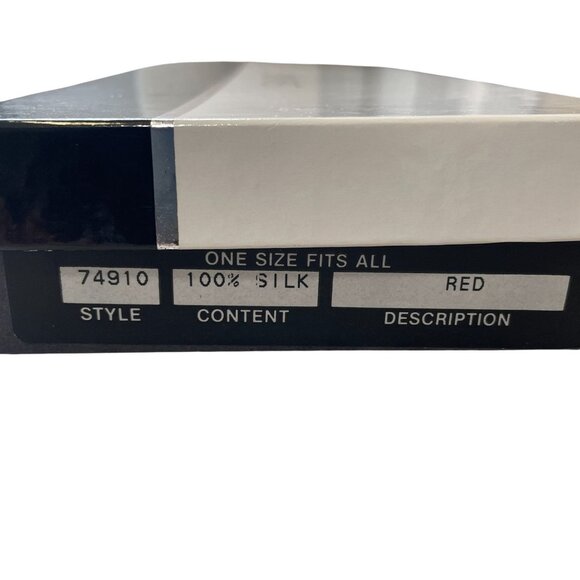 ONE SIZE FITS ALL
74910 100% SILK RED
STYLE CONTENT DESCRIPTION